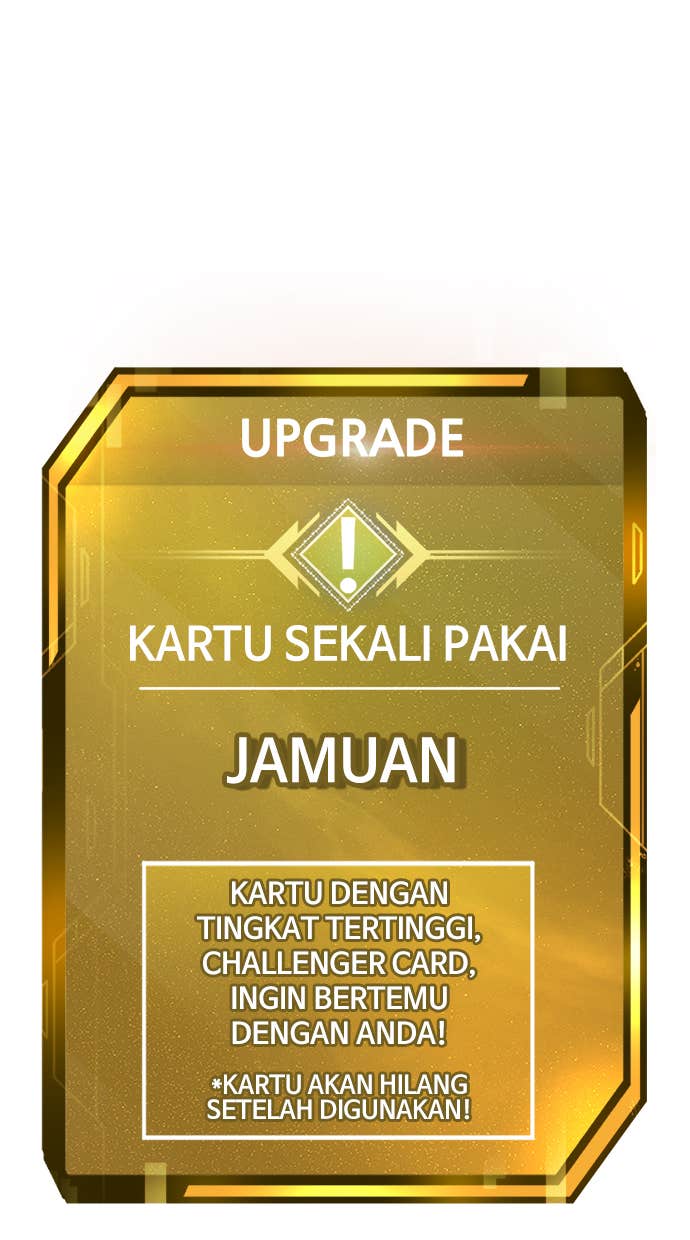 UPGRADE
!
KARTU SEKALI PAKAI
JAMUAN
KARTU DENGAN
TINGKAT TERTINGGI,
CHALLENGER CARD,
INGIN BERTEMU
DENGAN ANDA!
*KARTU AKAN HILANG
SETELAH DIGUNAKAN!